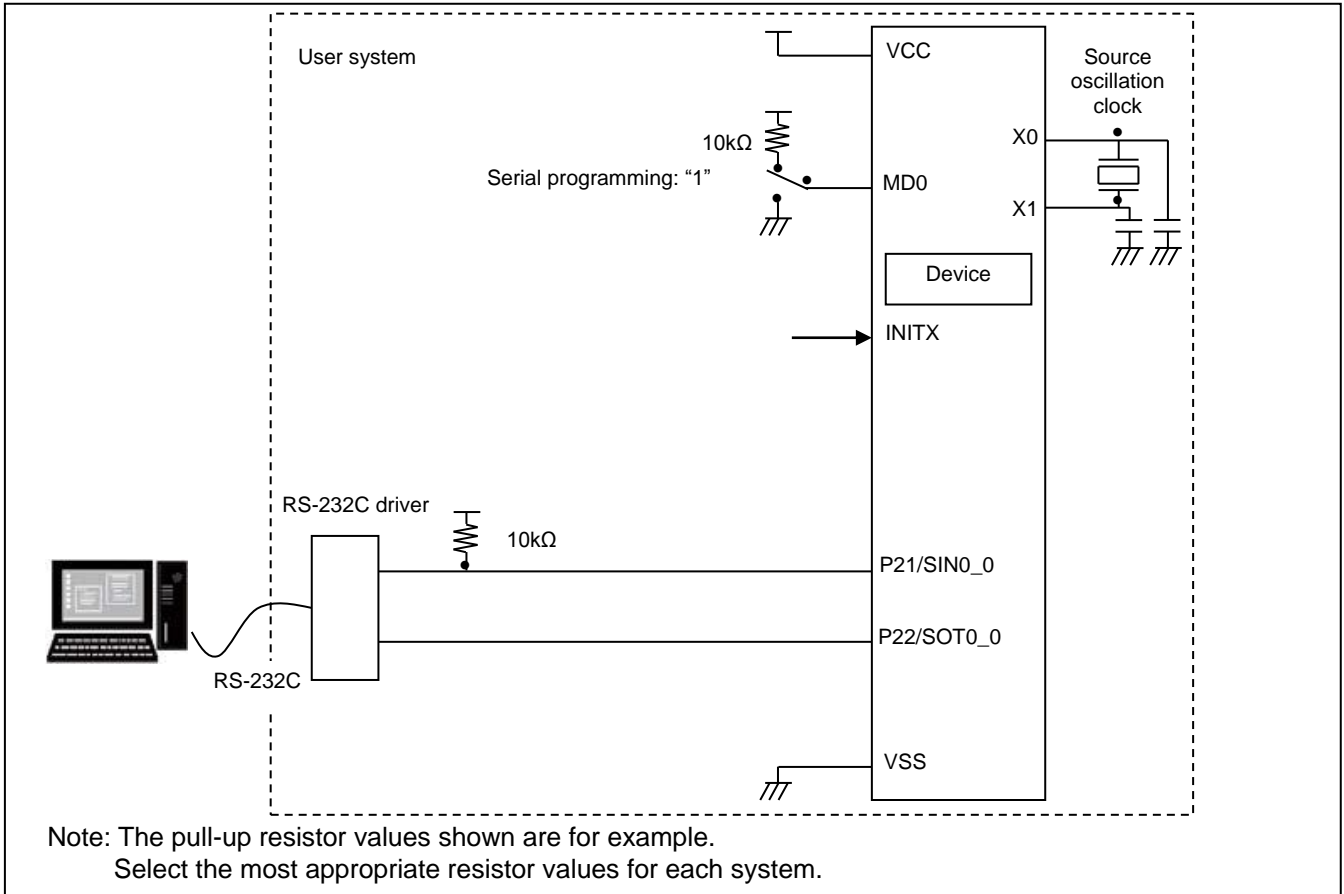 User system
VCC
Source
oscillation
clock
X0
10kΩ
Serial programming: “1”
MD0
X1
Device
INITX
RS-232C driver
10kΩ
P21/SIN0_0
P22/SOT0_0
RS-232C
VSS
Note: The pull-up resistor values shown are for example.
Select the most appropriate resistor values for each system.